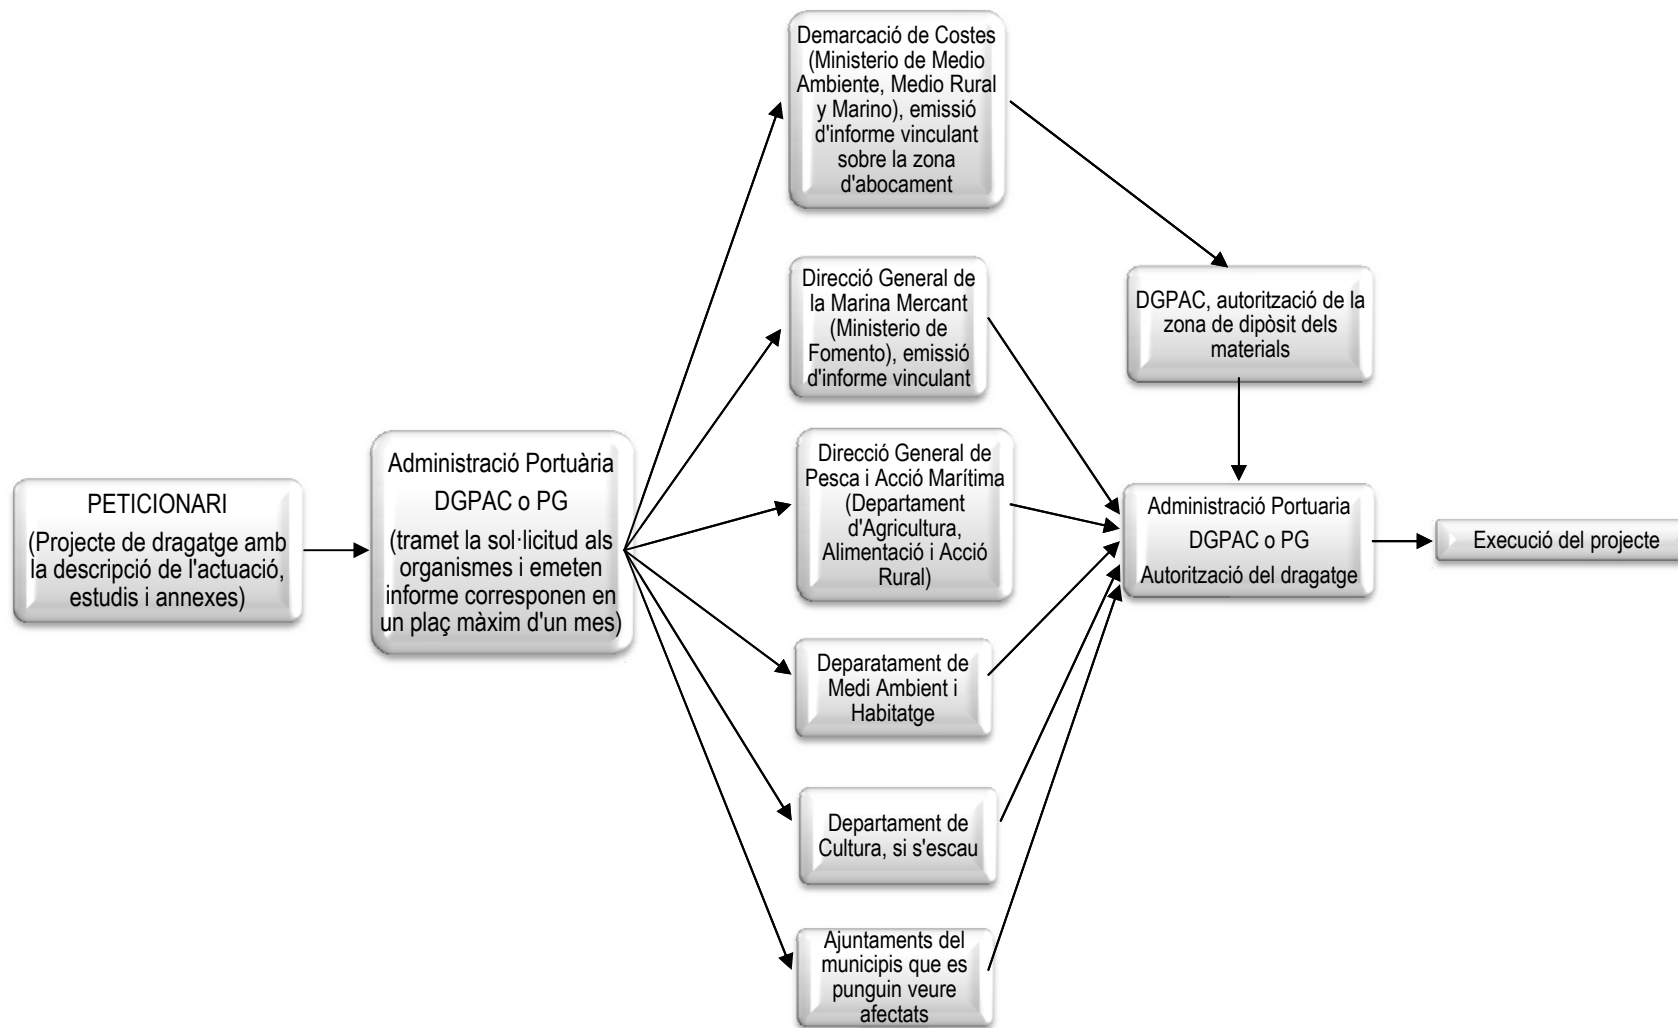 PETICIONARI
(Projecte de dragatge amb
la descripció de l'actuació,
estudis i annexes)
Administració Portuària
DGPAC o PG
(tramet la sol·licitud als
organismes i emeten
informe corresponen en
un plaç màxim d'un mes)
Demarcació de Costes
(Ministerio de Medio
Ambiente, Medio Rural
y Marino), emissió
d'informe vinculant
sobre la zona
d'abocament
Direcció General de
la Marina Mercant
(Ministerio de
Fomento), emissió
d'informe vinculant
Direcció General de
Pesca i Acció Marítima
(Departament
d'Agricultura,
Alimentació i Acció
Rural)
Deparatament de
Medi Ambient i
Habitatge
Departament de
Cultura, si s'escau
Ajuntaments del
municipis que es
punguin veure
afectats
DGPAC, autorització de la
zona de dipòsit dels
materials
Administració Portuaria
DGPAC o PG
Autorització del dragatge
Execució del projecte